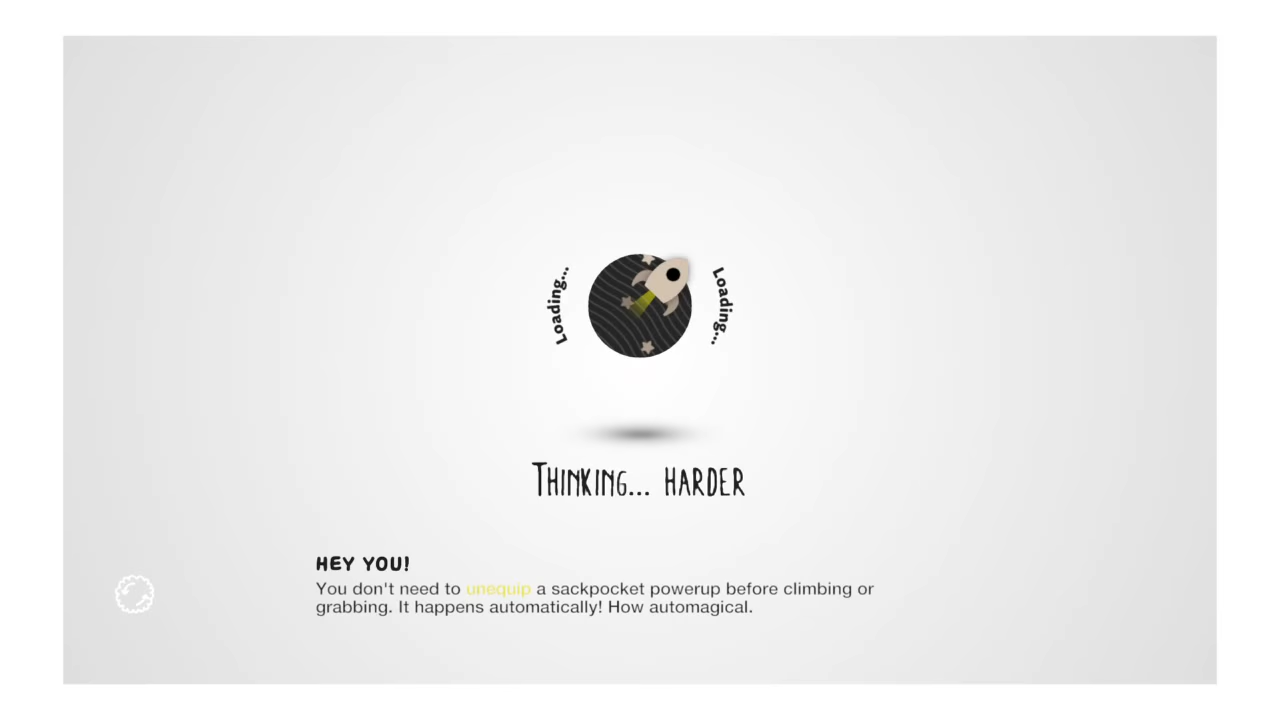 Loading...
Loading...
THINKING... HARDER
HEY YOU!
You don't need to unequip a sackpocket powerup before climbing or
grabbing. It happens automatically! How automagical.